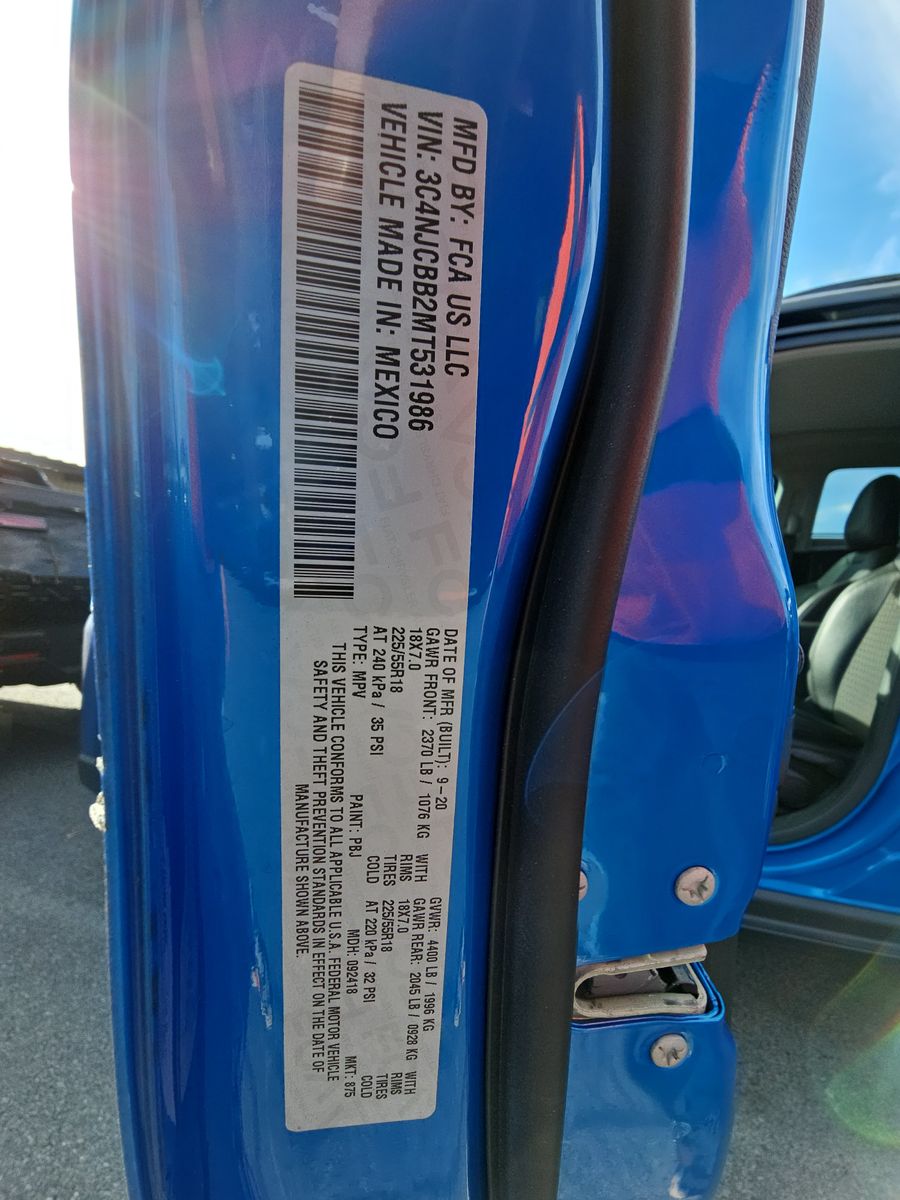 MFD BY: FCA US LLC
VIN: 3C4NJCBB2MT531986
VEHICLE MADE IN: MEXICO
DATE OF MFR (BUILT): 9-20 GVWR: 4400 LB / 1996 KG
GAWR FRONT: 2370 LB / 1076 KG WITH GAWR REAR: 2045 LB / 0928 KG WITH
18X7.0 RIMS 18X7.0 RIMS
225/55R18 TIRES 225/55R18 TIRES
AT 240 kPa / 35 PSI COLD AT 220 kPa / 32 PSI COLD
TYPE: MPV PAINT: PBJ MDH: 092418 MKT: 875
THIS VEHICLE CONFORMS TO ALL APPLICABLE U.S.A. FEDERAL MOTOR VEHICLE
SAFETY AND THEFT PREVENTION STANDARDS IN EFFECT ON THE DATE OF
MANUFACTURE SHOWN ABOVE.